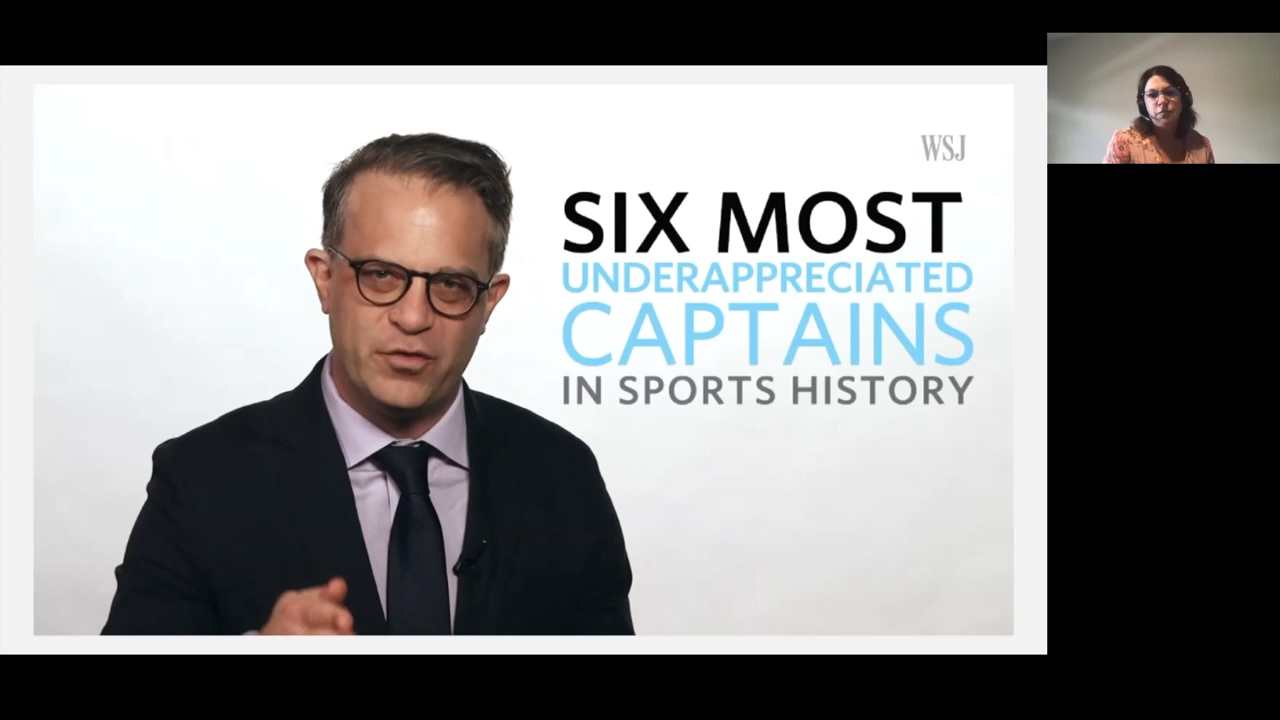 WSJ
SIX MOST
UNDERAPPRECIATED
CAPTAINS
IN SPORTS HISTORY